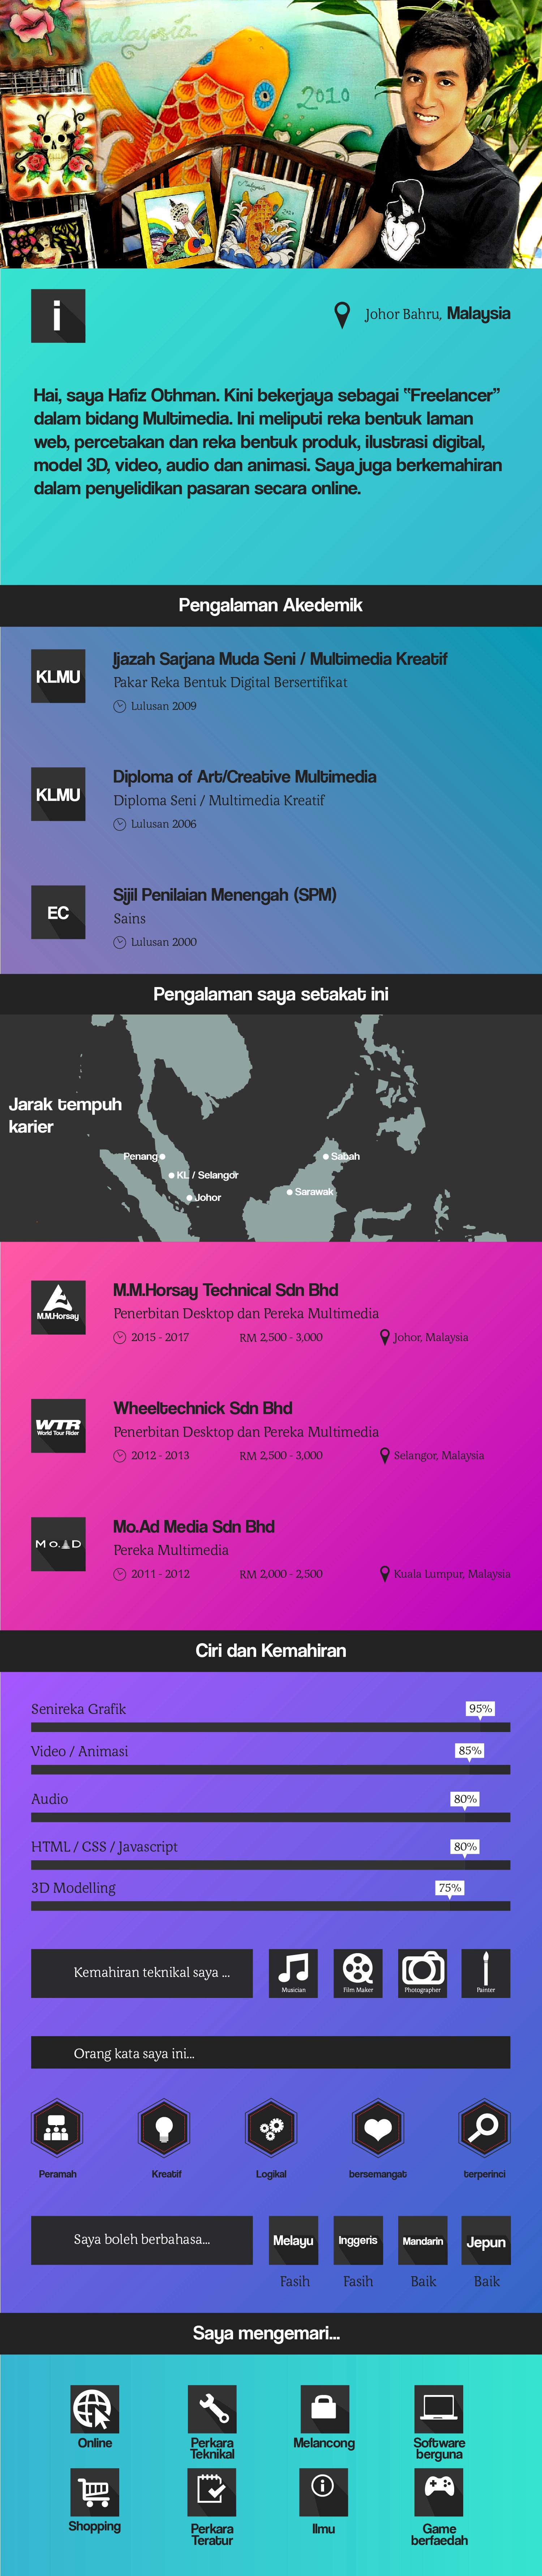 Malaysia
2010
i
Johor Bahru, Malaysia
Hai, saya Hafiz Othman. Kini bekerjaya sebagai "Freelancer"
dalam bidang Multimedia. Ini meliputi reka bentuk laman
web, percetakan dan reka bentuk produk, ilustrasi digital,
model 3D, video, audio dan animasi. Saya juga berkemahiran
dalam penyelidikan pasaran secara online.
Pengalaman Akedemik
KLMU
Ijazah Sarjana Muda Seni / Multimedia Kreatif
Pakar Reka Bentuk Digital Bersertifikat
Lulusan 2009
KLMU
Diploma of Art/Creative Multimedia
Diploma Seni / Multimedia Kreatif
Lulusan 2006
EC
Sijil Penilaian Menengah (SPM)
Sains
Lulusan 2000
Pengalaman saya setakat ini
Jarak tempuh
karier
Penang
Sabah
KL / Selangor
Sarawak
Johor
M.M.Horsay
M.M.Horsay Technical Sdn Bhd
Penerbitan Desktop dan Pereka Multimedia
2015 - 2017 RM 2,500 - 3,000 Johor, Malaysia
WTR
World Tour Rider
Wheeltechnick Sdn Bhd
Penerbitan Desktop dan Pereka Multimedia
2012 - 2013 RM 2,500 - 3,000 Selangor, Malaysia
Mo.AD
Mo.Ad Media Sdn Bhd
Pereka Multimedia
2011 - 2012 RM 2,000 - 2,500 Kuala Lumpur, Malaysia
Ciri dan Kemahiran
Senireka Grafik 95%
Video / Animasi 85%
Audio 80%
HTML / CSS / Javascript 80%
3D Modelling 75%
Kemahiran teknikal saya ...
Musician Film Maker Photographer Painter
Orang kata saya ini...
Peramah Kreatif Logikal bersemangat terperinci
Saya boleh berbahasa...
Melayu Inggeris Mandarin Jepun
Fasih Fasih Baik Baik
Saya mengemari...
Online
Perkara
Teknikal
Melancong
Software
berguna
Shopping
Perkara
Teratur
Ilmu
Game
berfaedah